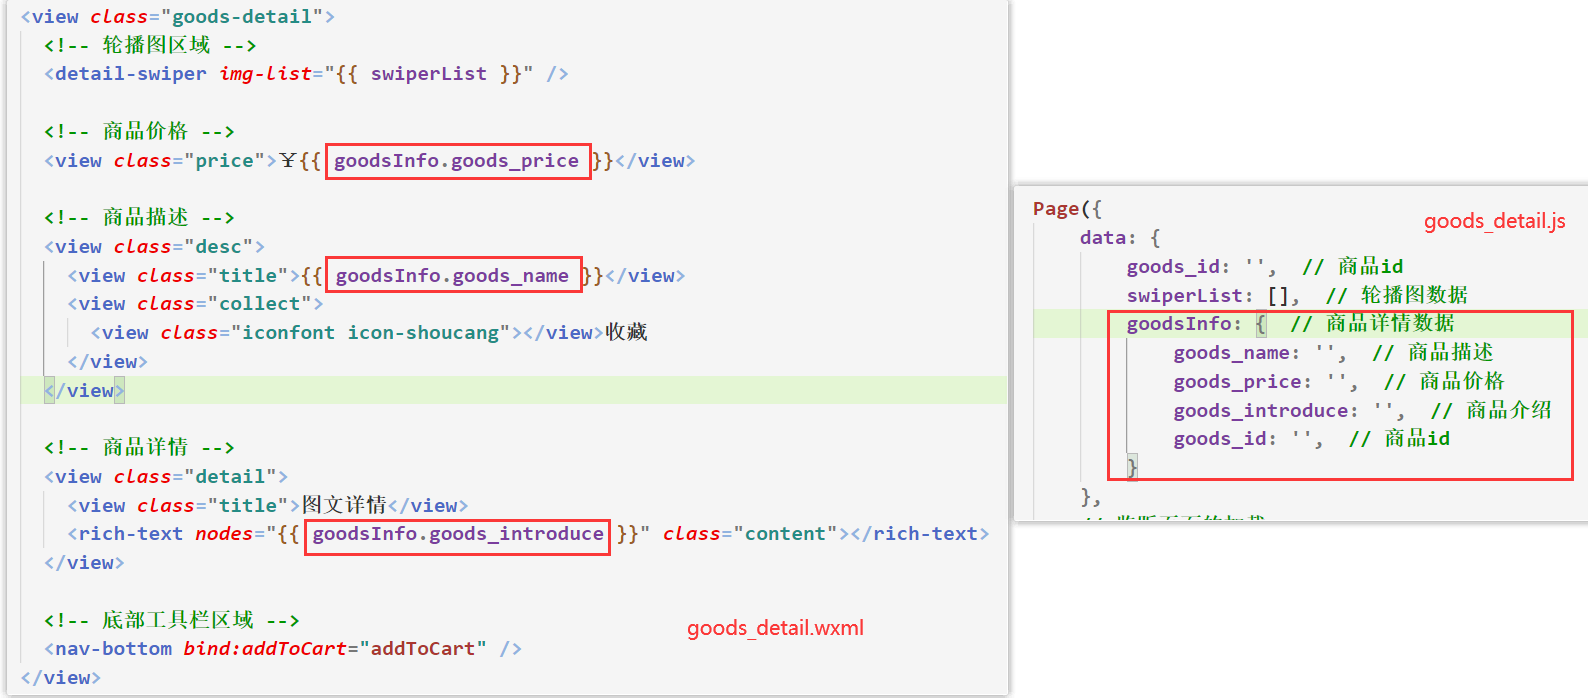 <view class="goods-detail">
<!-- 轮播图区域 -->
<detail-swiper img-list="{{ swiperList }}" />
<!-- 商品价格 -->
<view class="price">¥{{ goodsInfo.goods_price }}</view>
<!-- 商品描述 -->
<view class="desc">
<view class="title">{{ goodsInfo.goods_name }}</view>
<view class="collect">
<view class="iconfont icon-shoucang"></view>收藏
</view>
</view>
<!-- 商品详情 -->
<view class="detail">
<view class="title">图文详情</view>
<rich-text nodes="{{ goodsInfo.goods_introduce }}" class="content"></rich-text>
</view>
<!-- 底部工具栏区域 -->
<nav-bottom bind:addToCart="addToCart" />
</view>
goods_detail.wxml
Page({
goods_detail.js
data: {
goods_id: '', // 商品id
swiperList: [], // 轮播图数据
goodsInfo: { // 商品详情数据
goods_name: '', // 商品描述
goods_price: '', // 商品价格
goods_introduce: '', // 商品介绍
goods_id: '', // 商品id
}
},